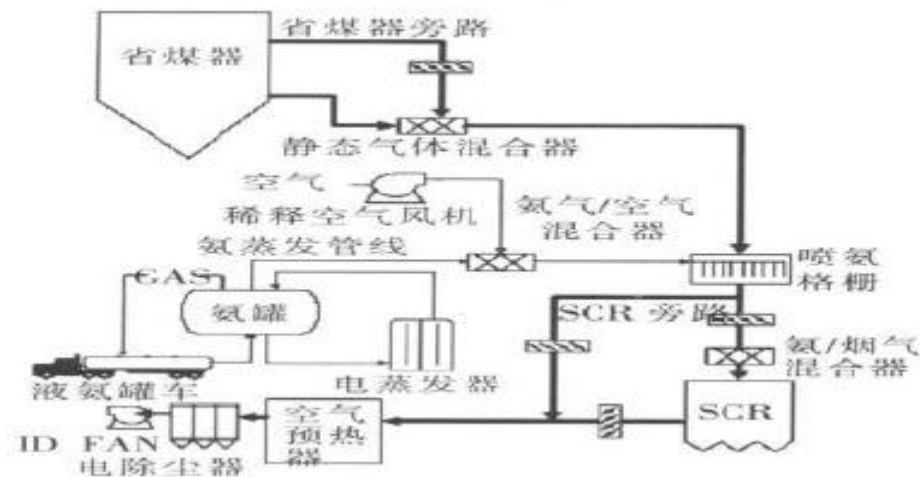 省煤器旁路
省煤器
静态气体混合器
空气
稀释空气风机
氨气/空气
混合器
氨蒸发管线
喷氨
格栅
GAS
氨罐
SCR 旁路
氨/烟气
混合器
液氨罐车
电蒸发器
SCR
空气
预热
器
ID FAN
电除尘器